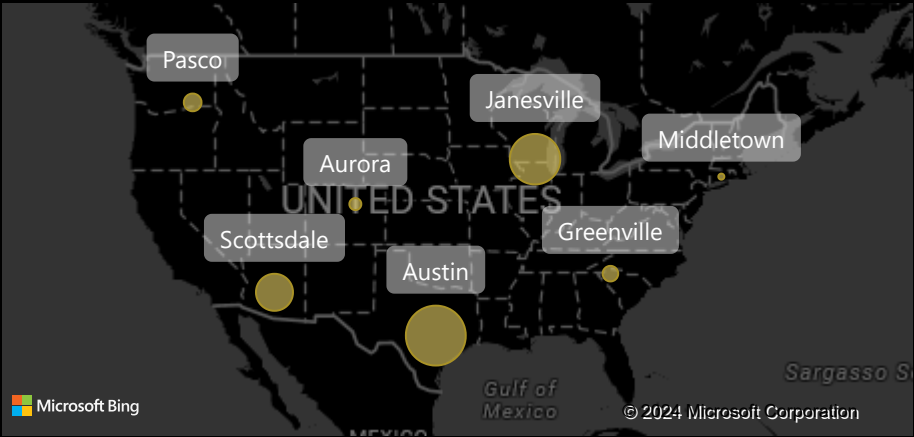 Pasco
Janesville
Middletown
Aurora
UNITED STATES
Scottsdale
Greenville
Austin
Sargasso S
Gulf of
Mexico
Microsoft Bing
© 2024 Microsoft Corporation
MEXICO